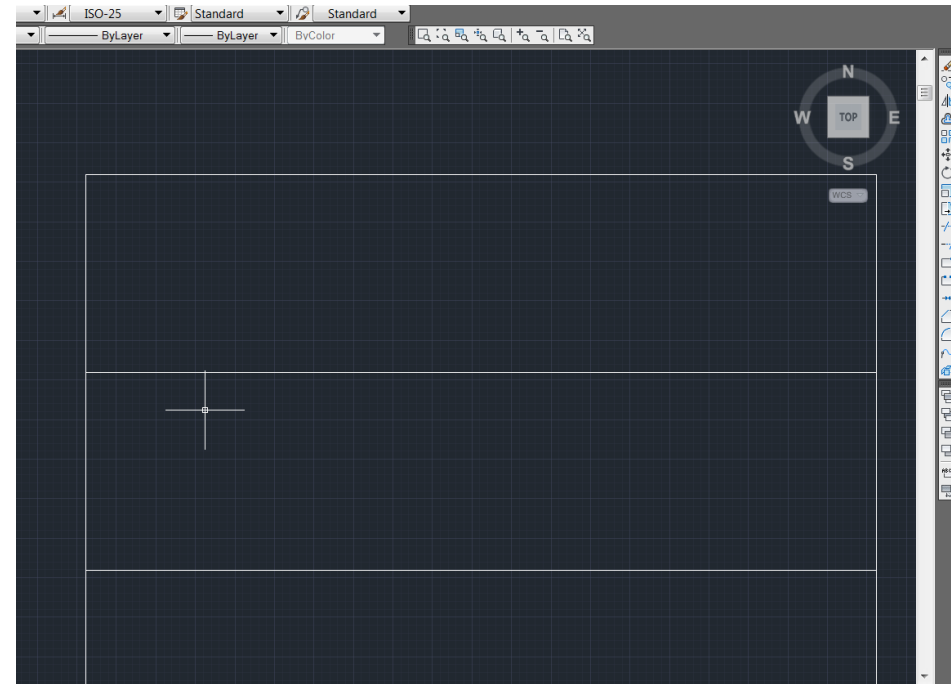 ISO-25 Standard Standard
ByLayer ByLayer ByColor
N
W TOP E
S
WCS